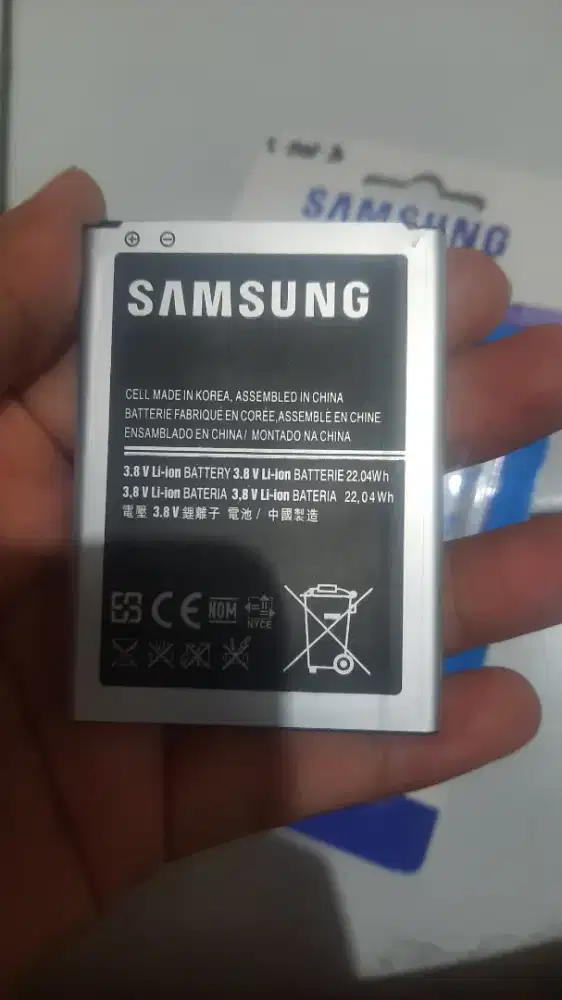 SAMSUNG
⊕ ⊖
SAMSUNG
CELL MADE IN KOREA, ASSEMBLED IN CHINA
BATTERIE FABRIQUE EN CORÉE,ASSEMBLÉ EN CHINE
ENSAMBLADO EN CHINA/ MONTADO NA CHINA
3.8 V Li-ion BATTERY 3.8 V Li-ion BATTERIE 22.04Wh
3,8 V Li-ion BATERIA 3,8 V Li-ion BATERIA 22,04Wh
電壓 3.8 V 鋰離子 電池 / 中國製造
CE NOM
NYCE